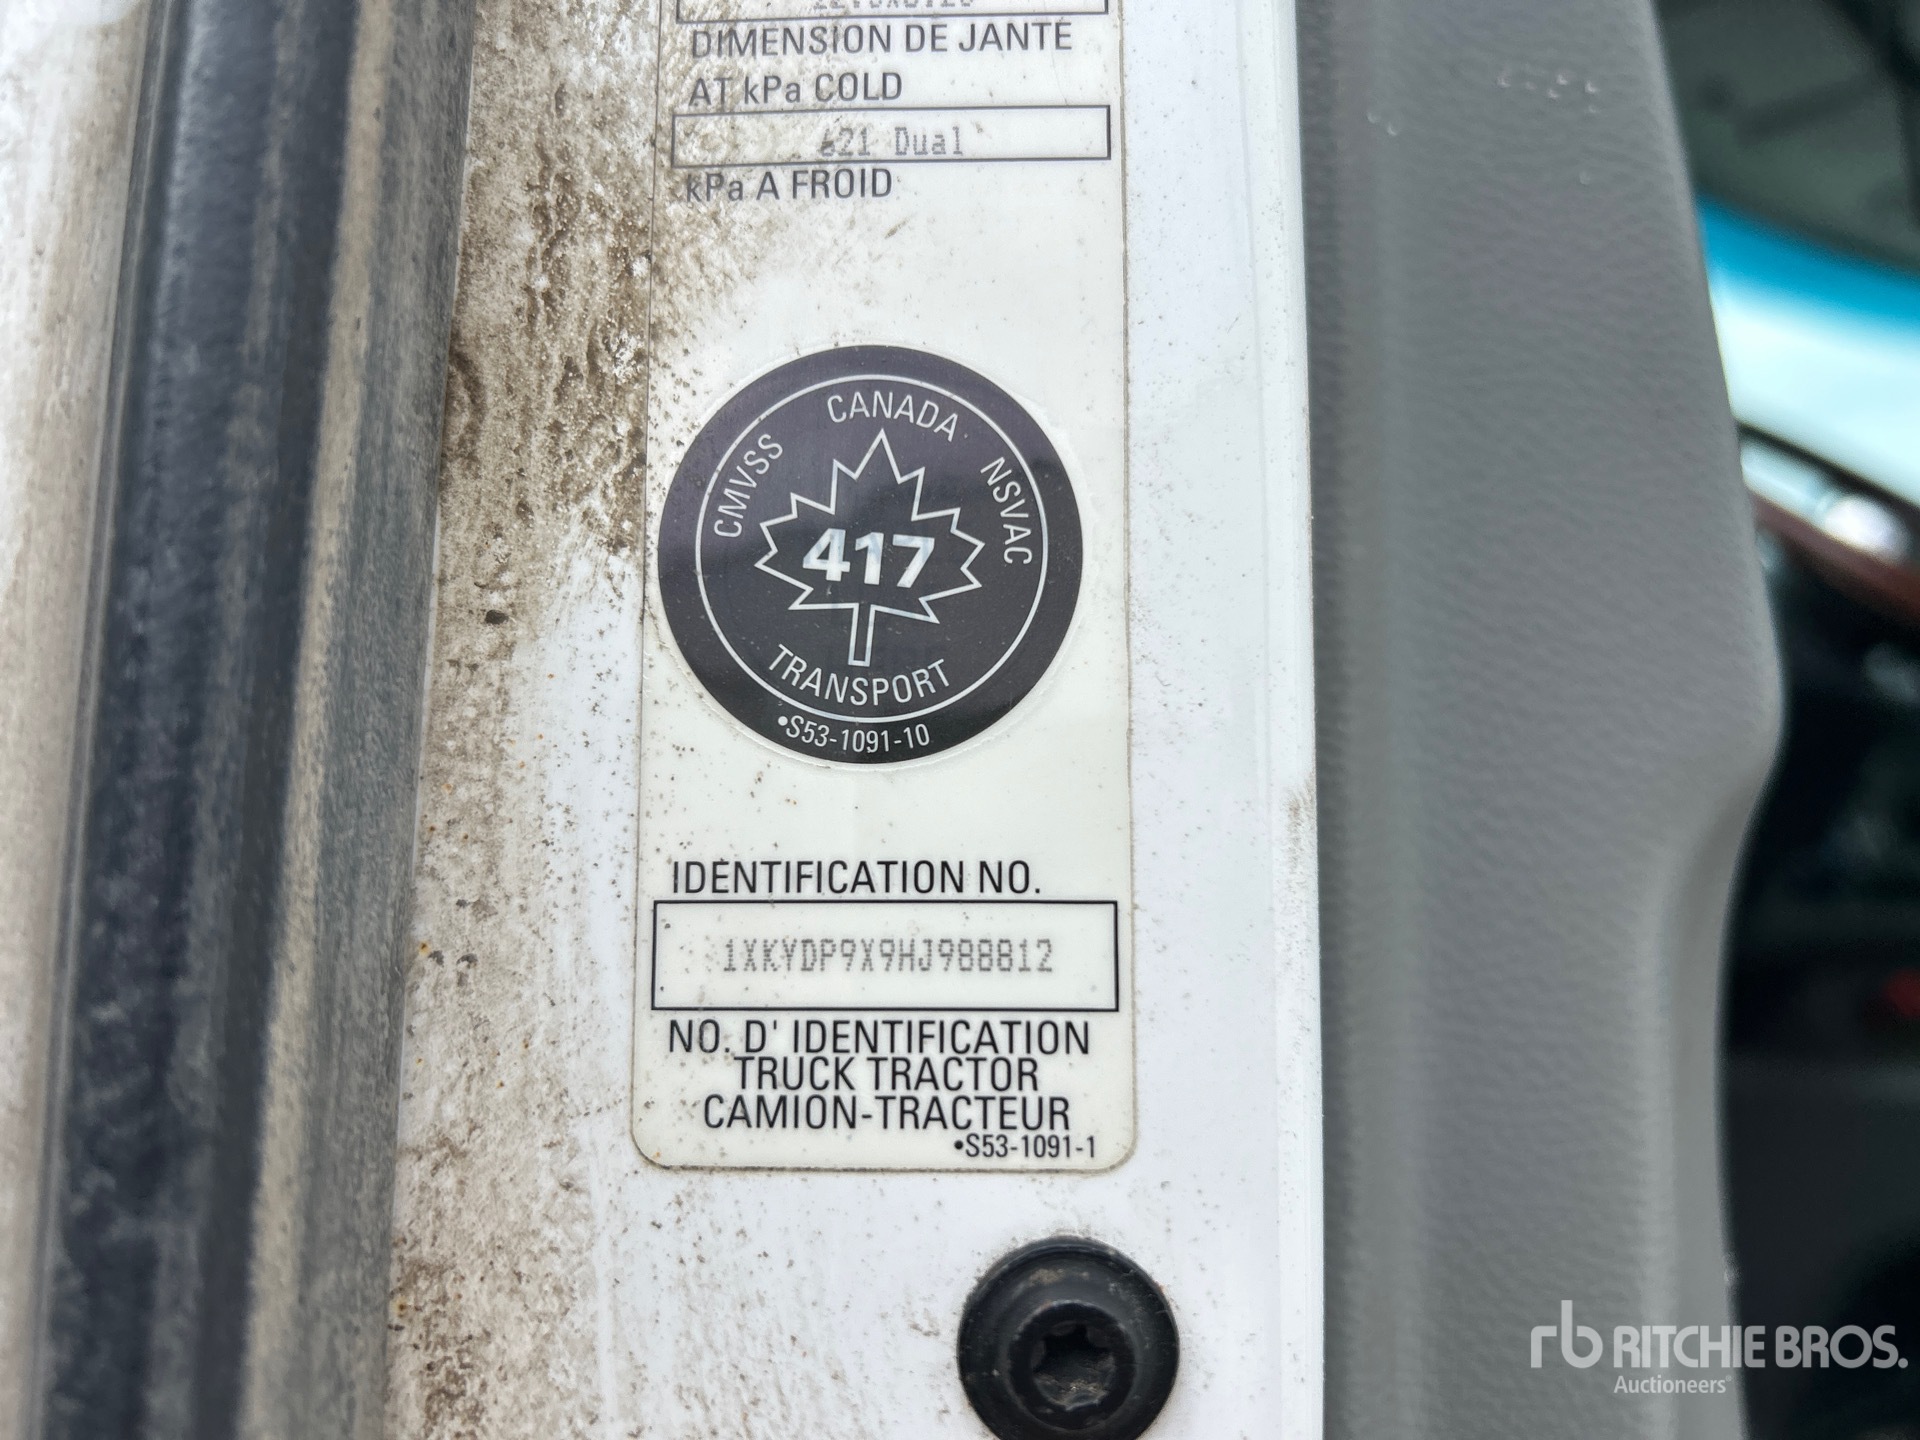 DIMENSION DE JANTE
AT kPa COLD
621 Dual
kPa A FROID
CANADA
CMVSS
NSVAC
417
TRANSPORT
•S53-1091-10
IDENTIFICATION NO.
1XKYDP9X9HJ988812
NO. D' IDENTIFICATION
TRUCK TRACTOR
CAMION-TRACTEUR
•S53-1091-1
rb RITCHIE BROS.
Auctioneers